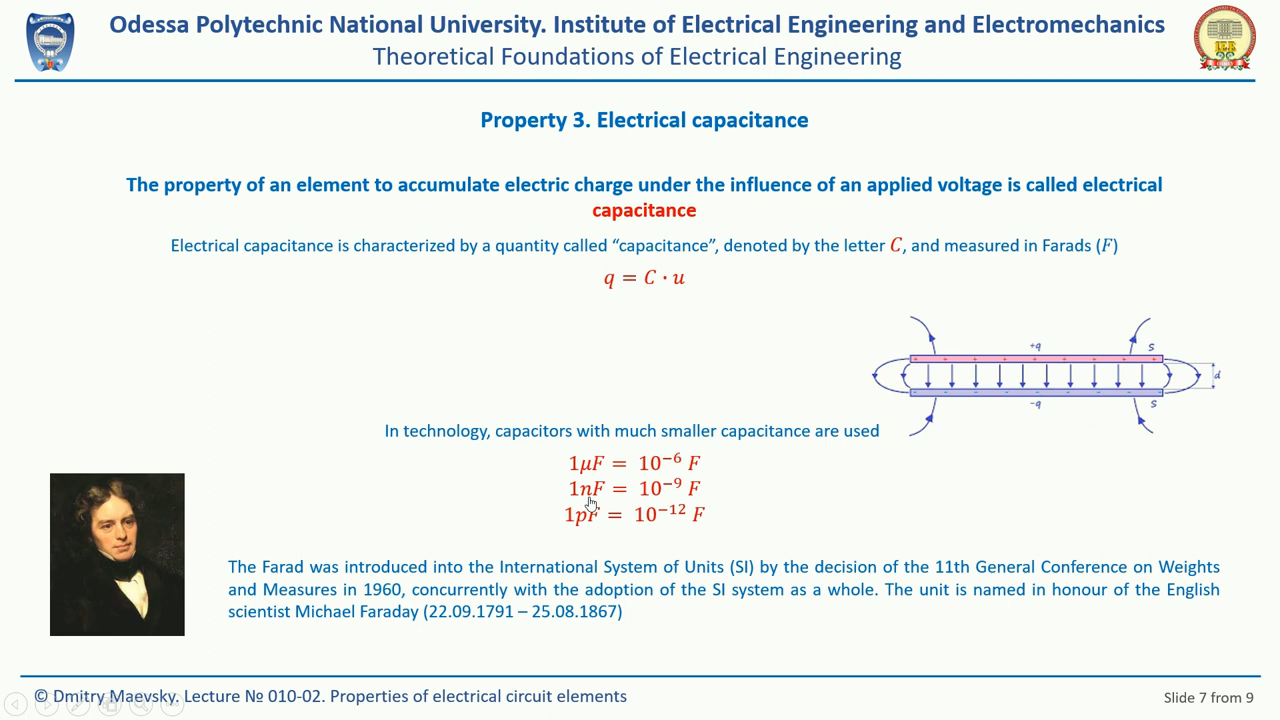 Odessa Polytechnic National University. Institute of Electrical Engineering and Electromechanics
Theoretical Foundations of Electrical Engineering
Property 3. Electrical capacitance
The property of an element to accumulate electric charge under the influence of an applied voltage is called electrical
capacitance
Electrical capacitance is characterized by a quantity called “capacitance”, denoted by the letter C, and measured in Farads (F)
q = C · u
+q
S
d
-q
S
In technology, capacitors with much smaller capacitance are used
1μF = 10⁻⁶ F
1nF = 10⁻⁹ F
1pF = 10⁻¹² F
The Farad was introduced into the International System of Units (SI) by the decision of the 11th General Conference on Weights
and Measures in 1960, concurrently with the adoption of the SI system as a whole. The unit is named in honour of the English
scientist Michael Faraday (22.09.1791 – 25.08.1867)
© Dmitry Maevsky. Lecture № 010-02. Properties of electrical circuit elements
Slide 7 from 9